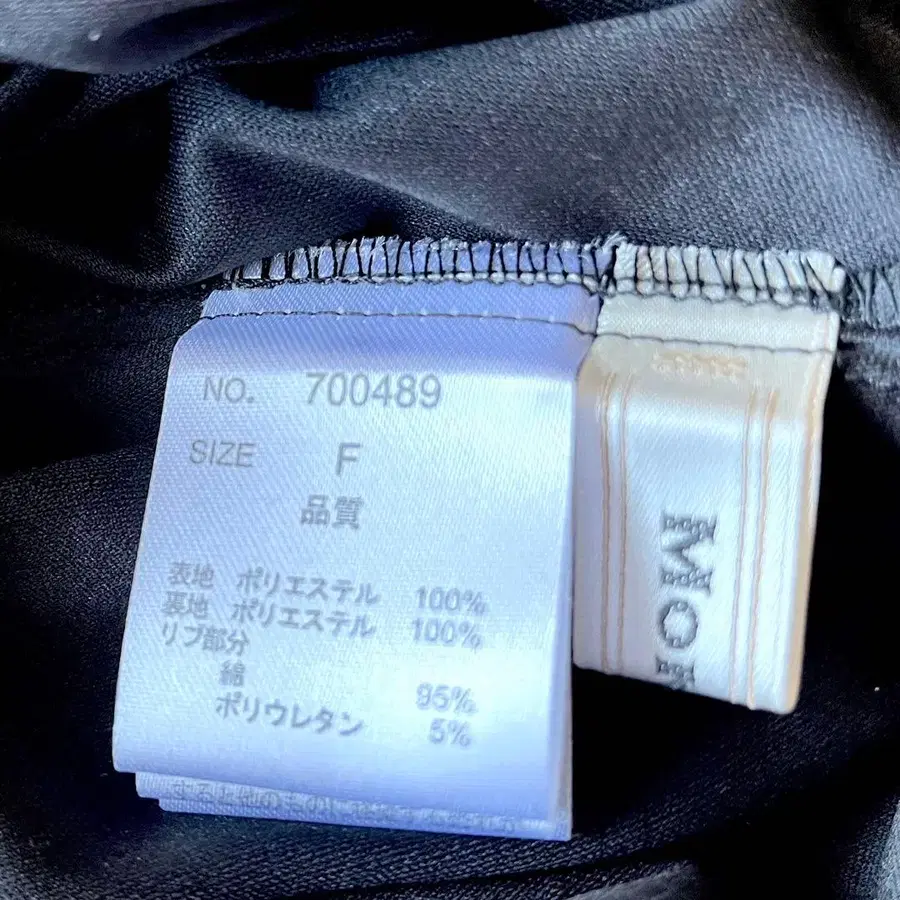 NO. 700489
SIZE F
品質
表地 ポリエステル 100%
裏地 ポリエステル 100%
リブ部分
綿 95%
ポリウレタン 5%
MO